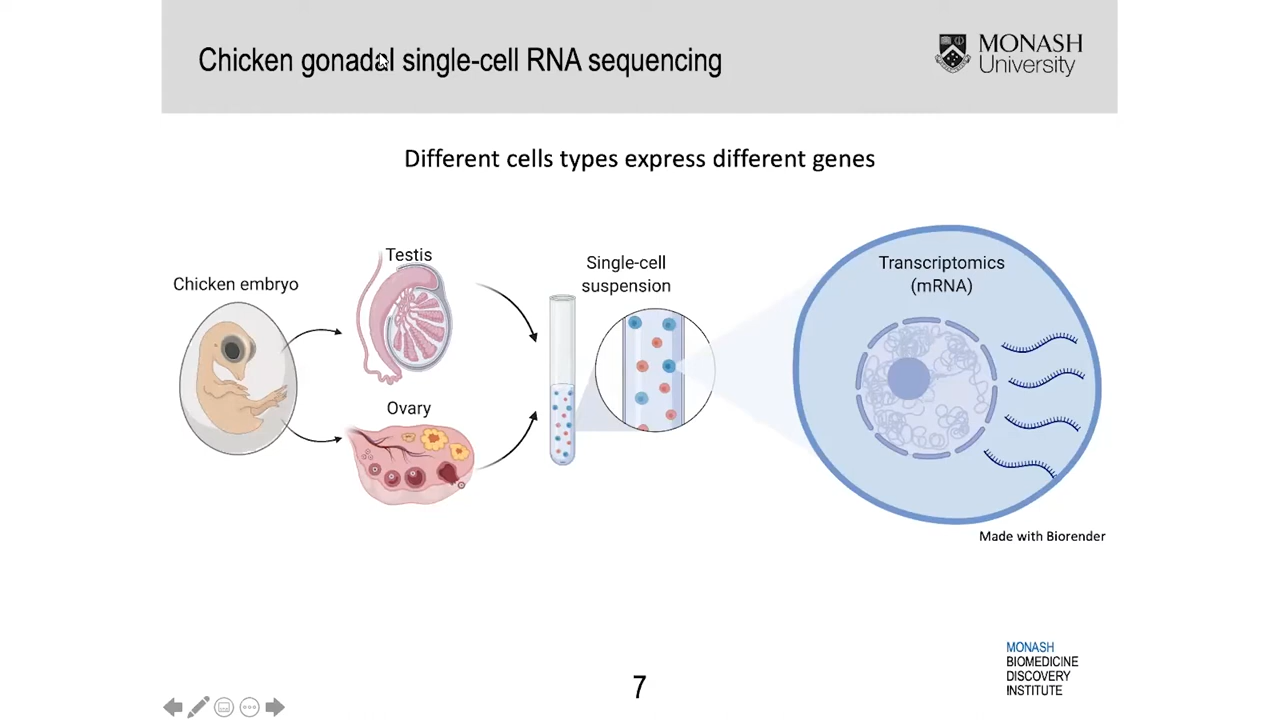 Chicken gonadal single-cell RNA sequencing
MONASH
University
Different cells types express different genes
Chicken embryo
Testis
Ovary
Single-cell
suspension
Transcriptomics
(mRNA)
Made with Biorender
MONASH
BIOMEDICINE
DISCOVERY
INSTITUTE
7